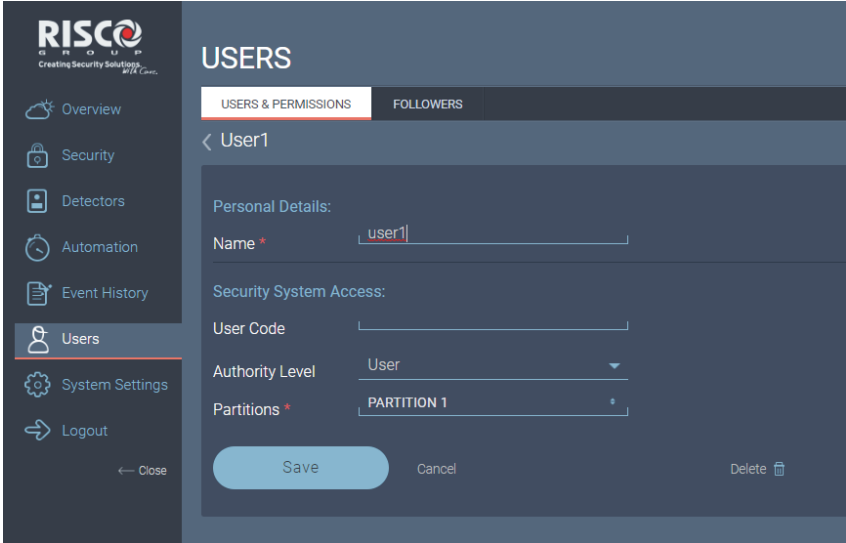 RISCO
GROUP
Creating Security Solutions
With Care.
Overview
Security
Detectors
Automation
Event History
Users
System Settings
Logout
← Close
USERS
USERS & PERMISSIONS FOLLOWERS
User1
Personal Details:
Name * user1
Security System Access:
User Code
Authority Level User
Partitions * PARTITION 1
Save Cancel Delete